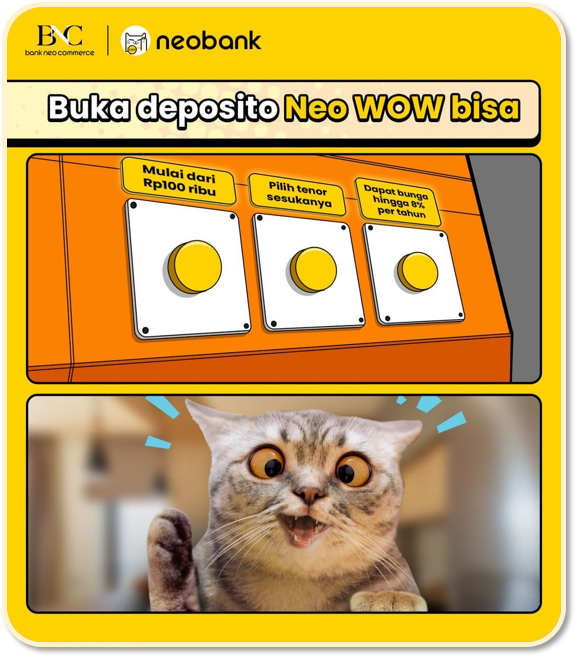 BNC
bank neo commerce
neobank
Buka deposito Neo WOW bisa
Mulai dari
Rp100 ribu
Pilih tenor
sesukanya
Dapat bunga
hingga 8%
per tahun